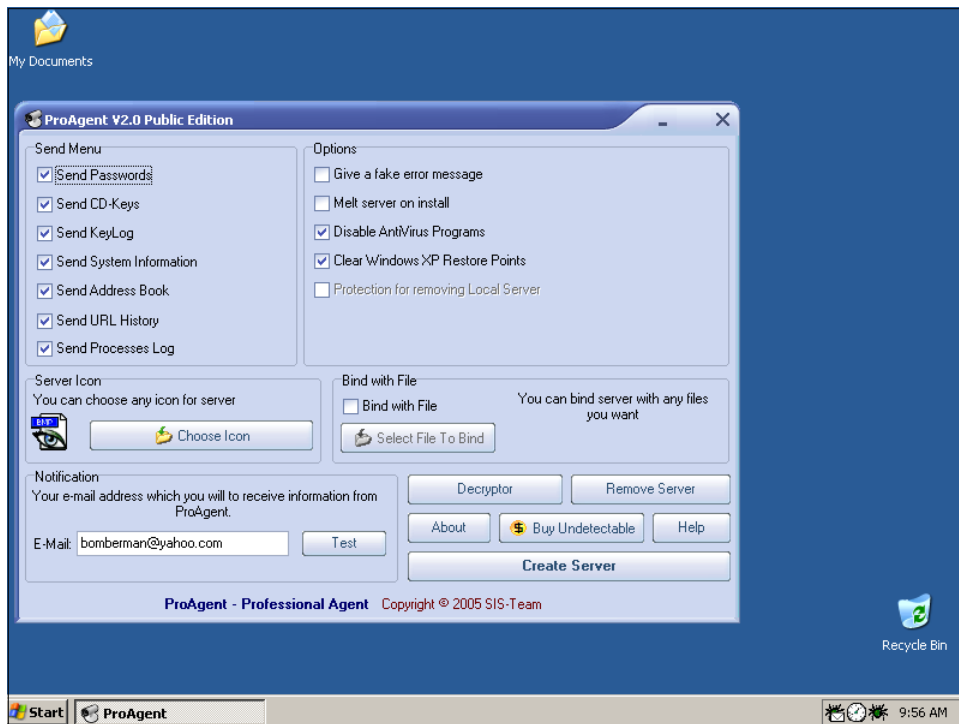 My Documents
ProAgent V2.0 Public Edition
Send Menu
Send Passwords
Send CD-Keys
Send KeyLog
Send System Information
Send Address Book
Send URL History
Send Processes Log
Options
Give a fake error message
Melt server on install
Disable AntiVirus Programs
Clear Windows XP Restore Points
Protection for removing Local Server
Server Icon
You can choose any icon for server
BMP
Choose Icon
Bind with File
Bind with File
You can bind server with any files
you want
Select File To Bind
Notification
Your e-mail address which you will to receive information from
ProAgent.
E-Mail: bomberman@yahoo.com
Test
Decryptor
Remove Server
About
$ Buy Undetectable
Help
Create Server
ProAgent - Professional Agent Copyright © 2005 SIS-Team
Recycle Bin
Start
ProAgent
9:56 AM